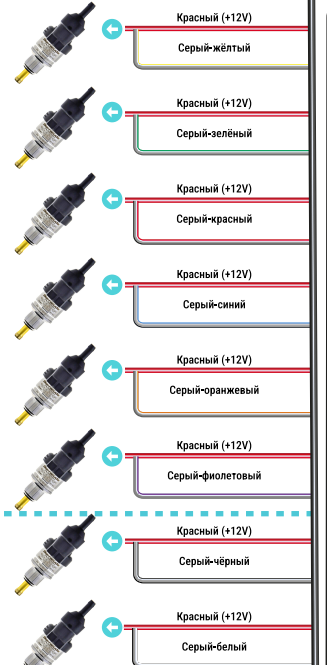 Красный (+12V)
Серый-жёлтый
Красный (+12V)
Серый-зелёный
Красный (+12V)
Серый-красный
Красный (+12V)
Серый-синий
Красный (+12V)
Серый-оранжевый
Красный (+12V)
Серый-фиолетовый
Красный (+12V)
Серый-чёрный
Красный (+12V)
Серый-белый